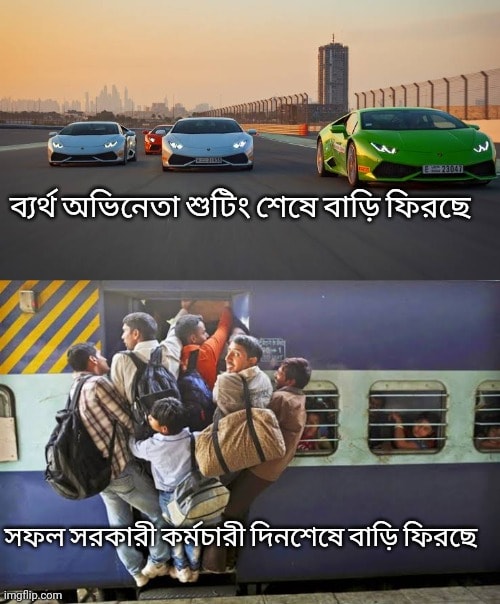 ব্যর্থ অভিনেতা শুটিং শেষে বাড়ি ফিরছে
সফল সরকারী কর্মচারী দিনশেষে বাড়ি ফিরছে
imgflip.com